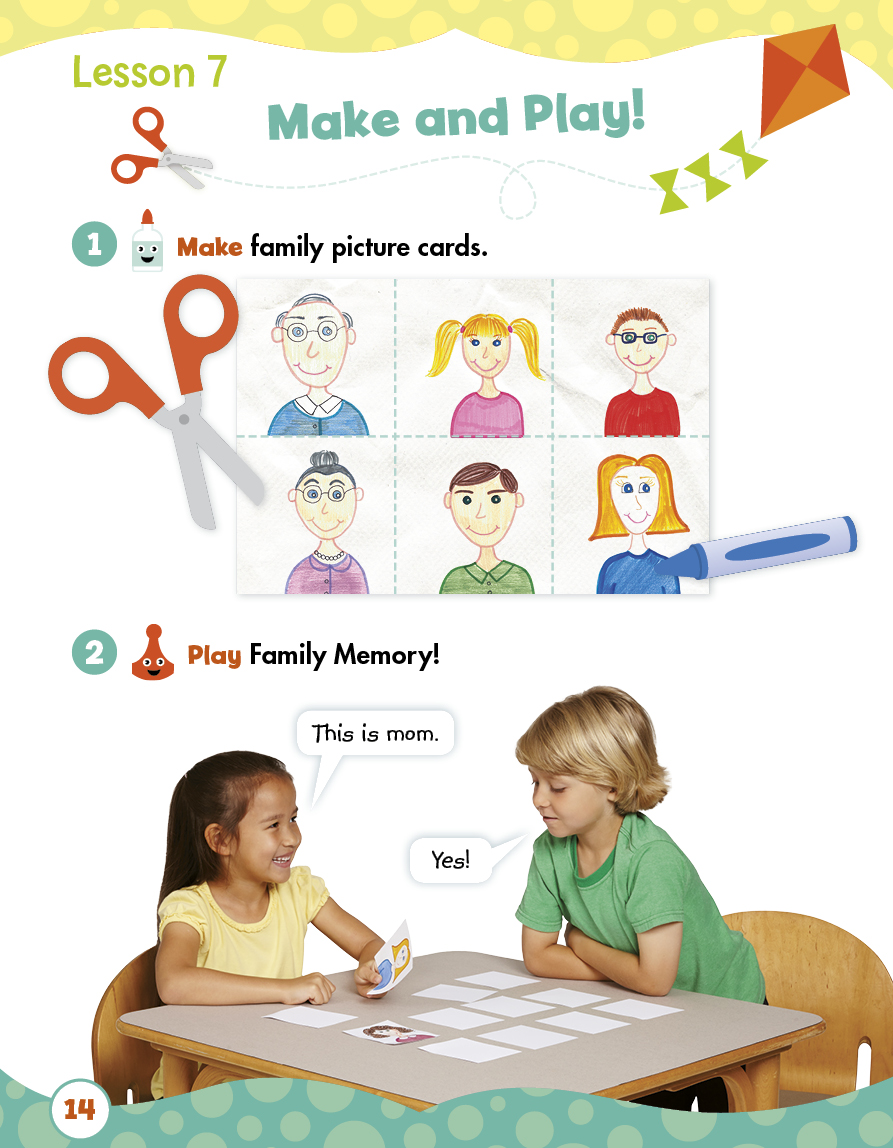 Lesson 7
Make and Play!
1 Make family picture cards.
2 Play Family Memory!
This is mom.
Yes!
14